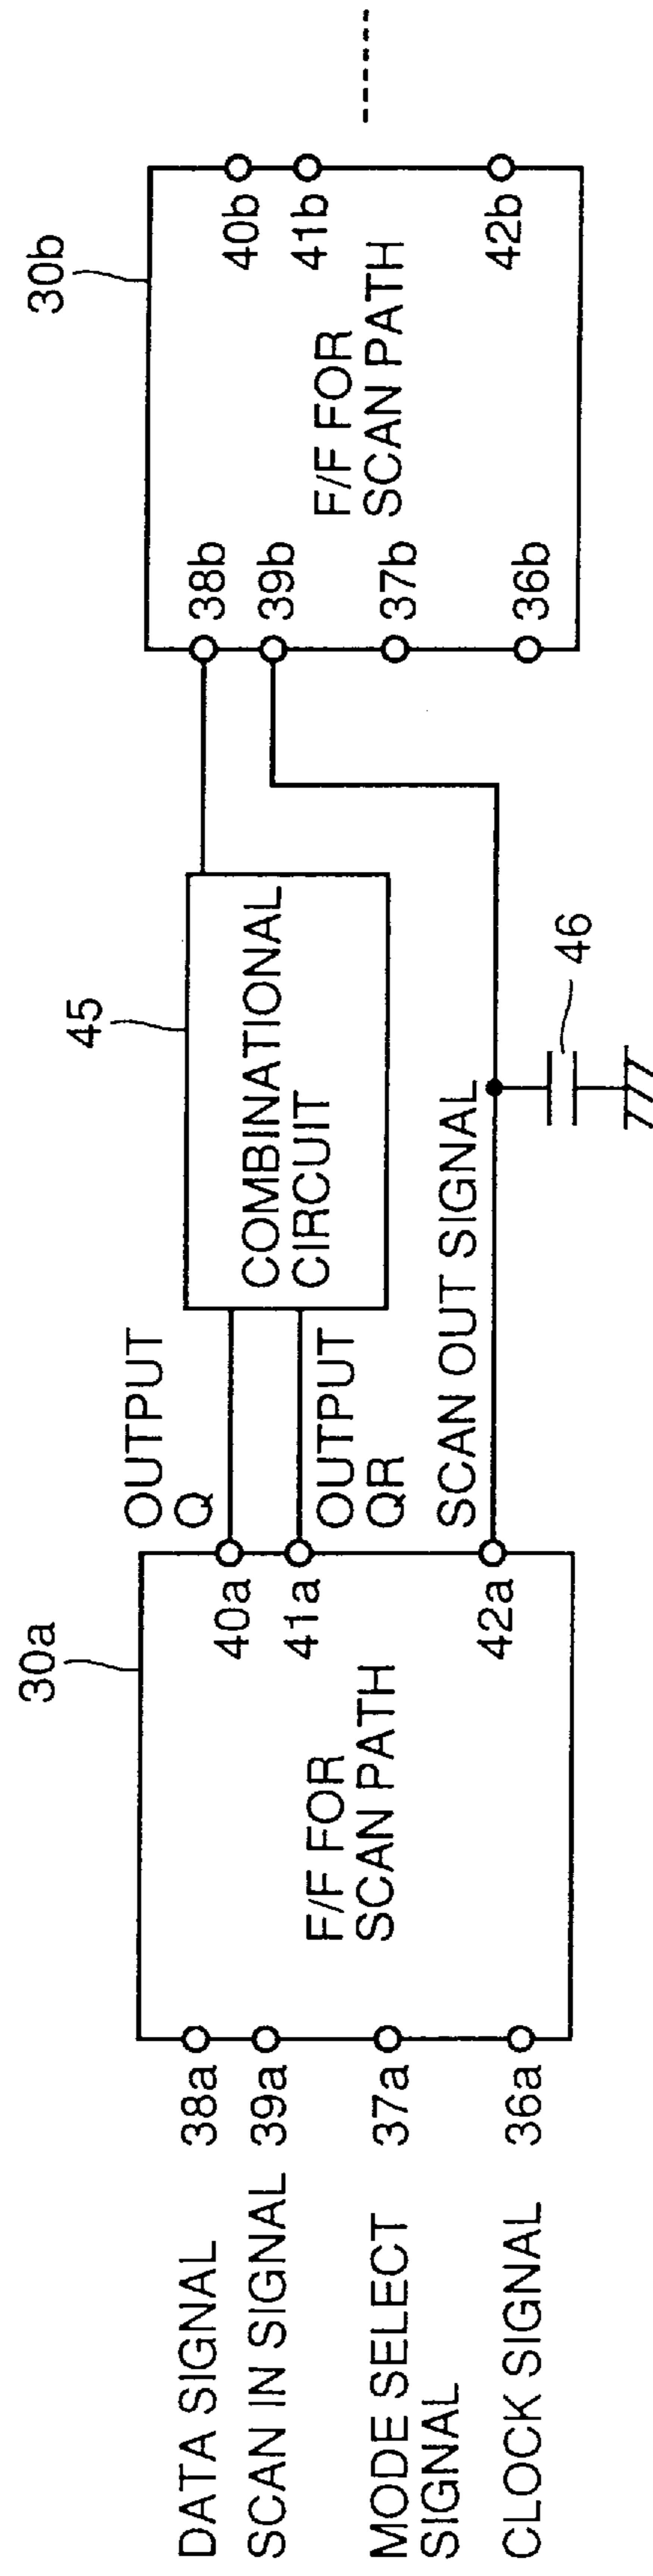 DATA SIGNAL
38a
SCAN IN SIGNAL
39a
MODE SELECT
SIGNAL
37a
CLOCK SIGNAL
36a
30a
F/F FOR
SCAN PATH
40a
41a
42a
OUTPUT
Q
OUTPUT
QR
SCAN OUT SIGNAL
45
COMBINATIONAL
CIRCUIT
46
30b
38b
39b
37b
36b
F/F FOR
SCAN PATH
40b
41b
42b